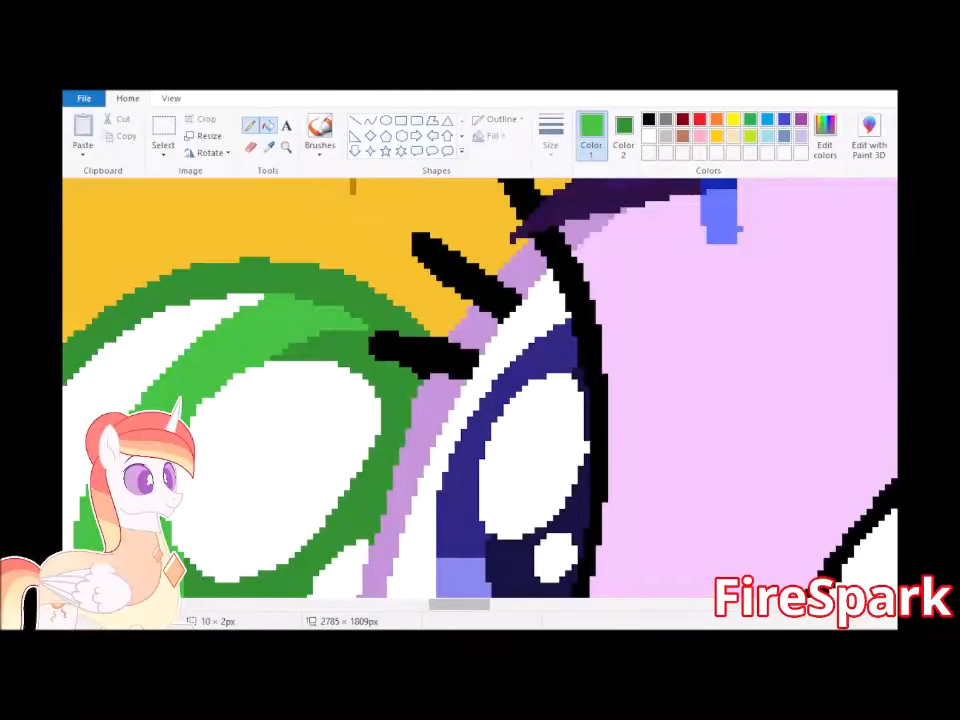 File Home View
Paste
Cut
Copy
Clipboard
Select
Crop
Resize
Rotate
Image
A
Tools
Brushes
Outline
Fill
Shapes
Size
Color 1
Color 2
Edit colors
Colors
Edit with Paint 3D
FireSpark
10 × 2px
2785 × 1809px